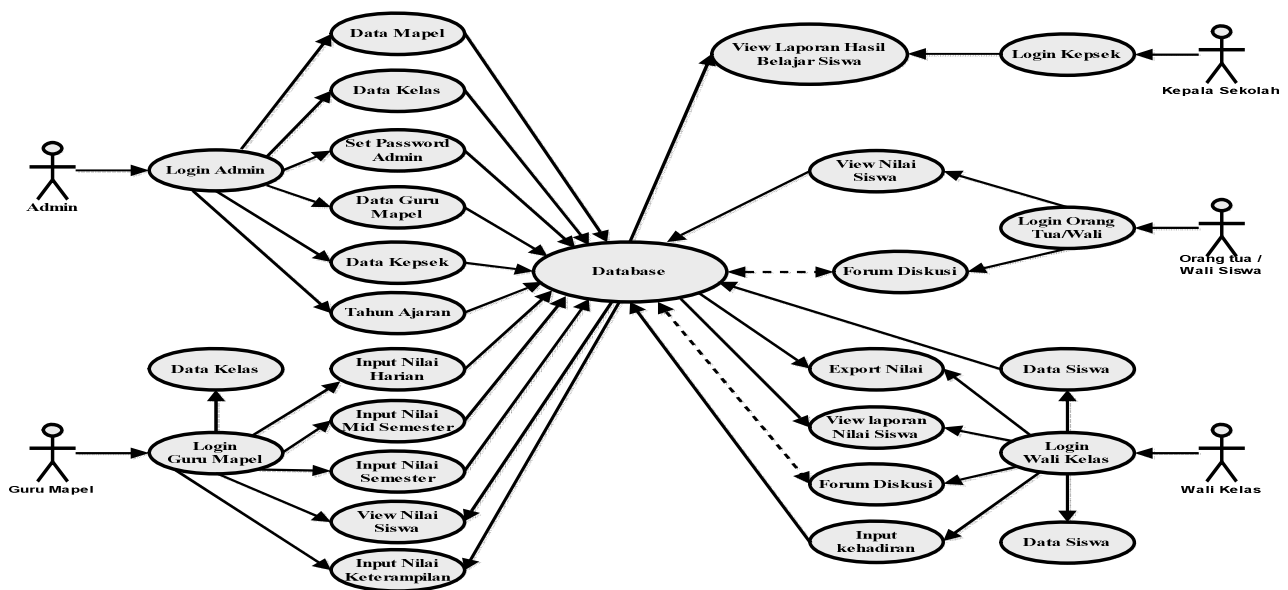 Data Mapel
Data Kelas
Set Password
Admin
Login Admin
Admin
Data Guru
Mapel
Data Kepsek
Tahun Ajaran
View Laporan Hasil
Belajar Siswa
Login Kepsek
Kepala Sekolah
View Nilai
Siswa
Login Orang
Tua/Wali
Orang tua /
Wali Siswa
Forum Diskusi
Database
Data Kelas
Input Nilai
Harian
Input Nilai
Mid Semester
Login
Guru Mapel
Guru Mapel
Input Nilai
Semester
View Nilai
Siswa
Input Nilai
Keterampilan
Export Nilai
Data Siswa
View laporan
Nilai Siswa
Login
Wali Kelas
Wali Kelas
Forum Diskusi
Input
kehadiran
Data Siswa